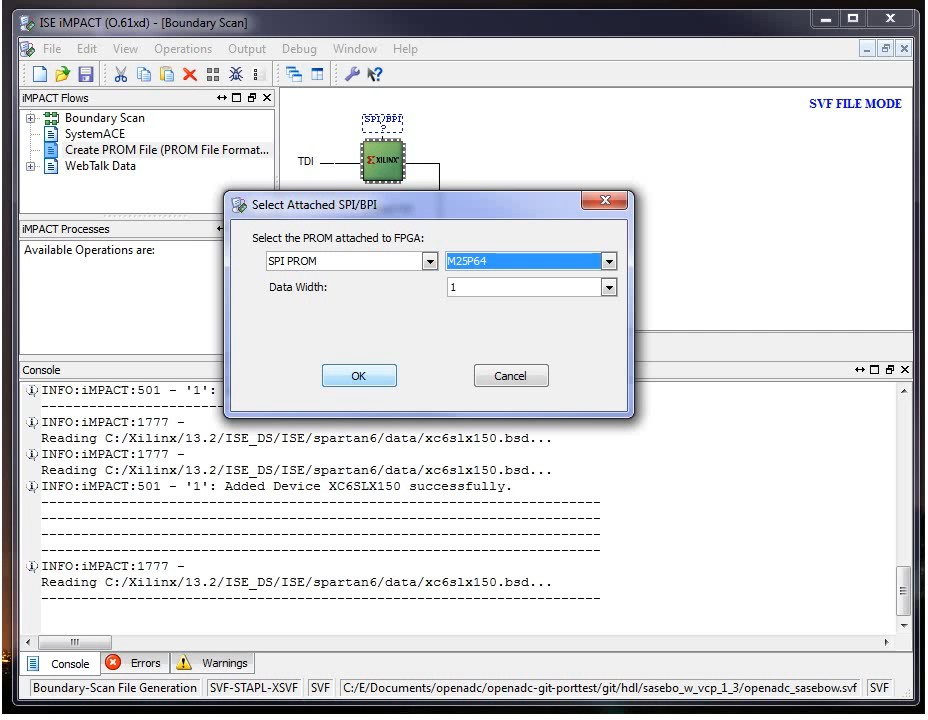 ISE iMPACT (O.61xd) - [Boundary Scan]
File Edit View Operations Output Debug Window Help
iMPACT Flows
Boundary Scan
SystemACE
Create PROM File (PROM File Format...
WebTalk Data
SVF FILE MODE
SPI/BPI
?
TDI
XILINX
iMPACT Processes
Available Operations are:
Select Attached SPI/BPI
Select the PROM attached to FPGA:
SPI PROM M25P64
Data Width: 1
OK Cancel
Console
INFO:iMPACT:501 - '1':
----------------------
INFO:iMPACT:1777 -
Reading C:/Xilinx/13.2/ISE_DS/ISE/spartan6/data/xc6slx150.bsd...
INFO:iMPACT:1777 -
Reading C:/Xilinx/13.2/ISE_DS/ISE/spartan6/data/xc6slx150.bsd...
INFO:iMPACT:501 - '1': Added Device XC6SLX150 successfully.
----------------------------------------------------------------------
----------------------------------------------------------------------
----------------------------------------------------------------------
----------------------------------------------------------------------
INFO:iMPACT:1777 -
Reading C:/Xilinx/13.2/ISE_DS/ISE/spartan6/data/xc6slx150.bsd...
----------------------------------------------------------------------
Console Errors Warnings
Boundary-Scan File Generation SVF-STAPL-XSVF SVF C:/E/Documents/openadc/openadc-git-porttest/git/hdl/sasebo_w_vcp_1_3/openadc_sasebow.svf SVF